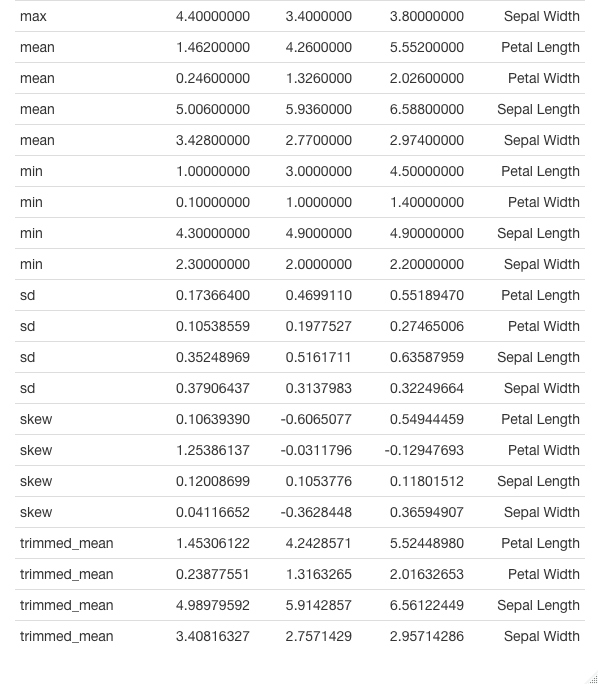 max 4.40000000 3.4000000 3.80000000 Sepal Width
mean 1.46200000 4.2600000 5.55200000 Petal Length
mean 0.24600000 1.3260000 2.02600000 Petal Width
mean 5.00600000 5.9360000 6.58800000 Sepal Length
mean 3.42800000 2.7700000 2.97400000 Sepal Width
min 1.00000000 3.0000000 4.50000000 Petal Length
min 0.10000000 1.0000000 1.40000000 Petal Width
min 4.30000000 4.9000000 4.90000000 Sepal Length
min 2.30000000 2.0000000 2.20000000 Sepal Width
sd 0.17366400 0.4699110 0.55189470 Petal Length
sd 0.10538559 0.1977527 0.27465006 Petal Width
sd 0.35248969 0.5161711 0.63587959 Sepal Length
sd 0.37906437 0.3137983 0.32249664 Sepal Width
skew 0.10639390 -0.6065077 0.54944459 Petal Length
skew 1.25386137 -0.0311796 -0.12947693 Petal Width
skew 0.12008699 0.1053776 0.11801512 Sepal Length
skew 0.04116652 -0.3628448 0.36594907 Sepal Width
trimmed_mean 1.45306122 4.2428571 5.52448980 Petal Length
trimmed_mean 0.23877551 1.3163265 2.01632653 Petal Width
trimmed_mean 4.98979592 5.9142857 6.56122449 Sepal Length
trimmed_mean 3.40816327 2.7571429 2.95714286 Sepal Width